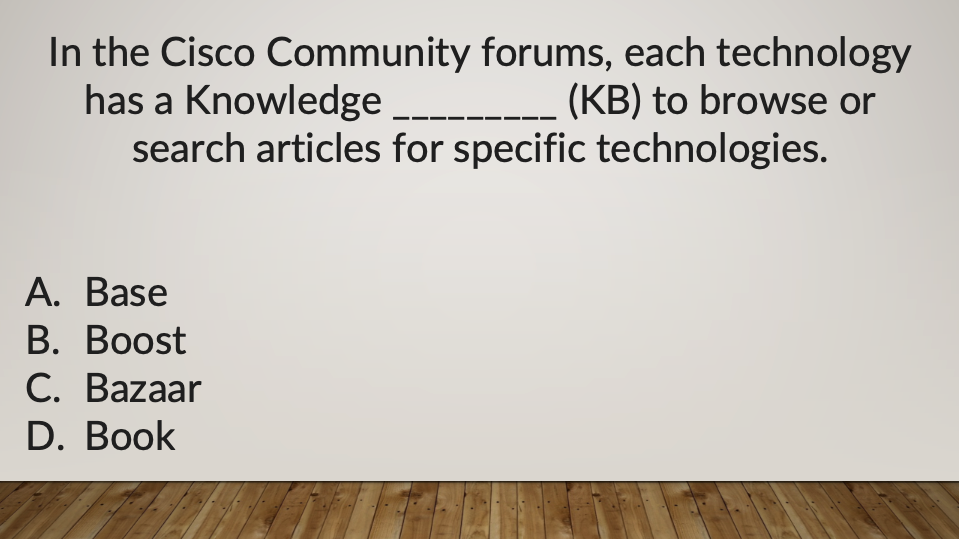 In the Cisco Community forums, each technology
has a Knowledge _________ (KB) to browse or
search articles for specific technologies.
A. Base
B. Boost
C. Bazaar
D. Book